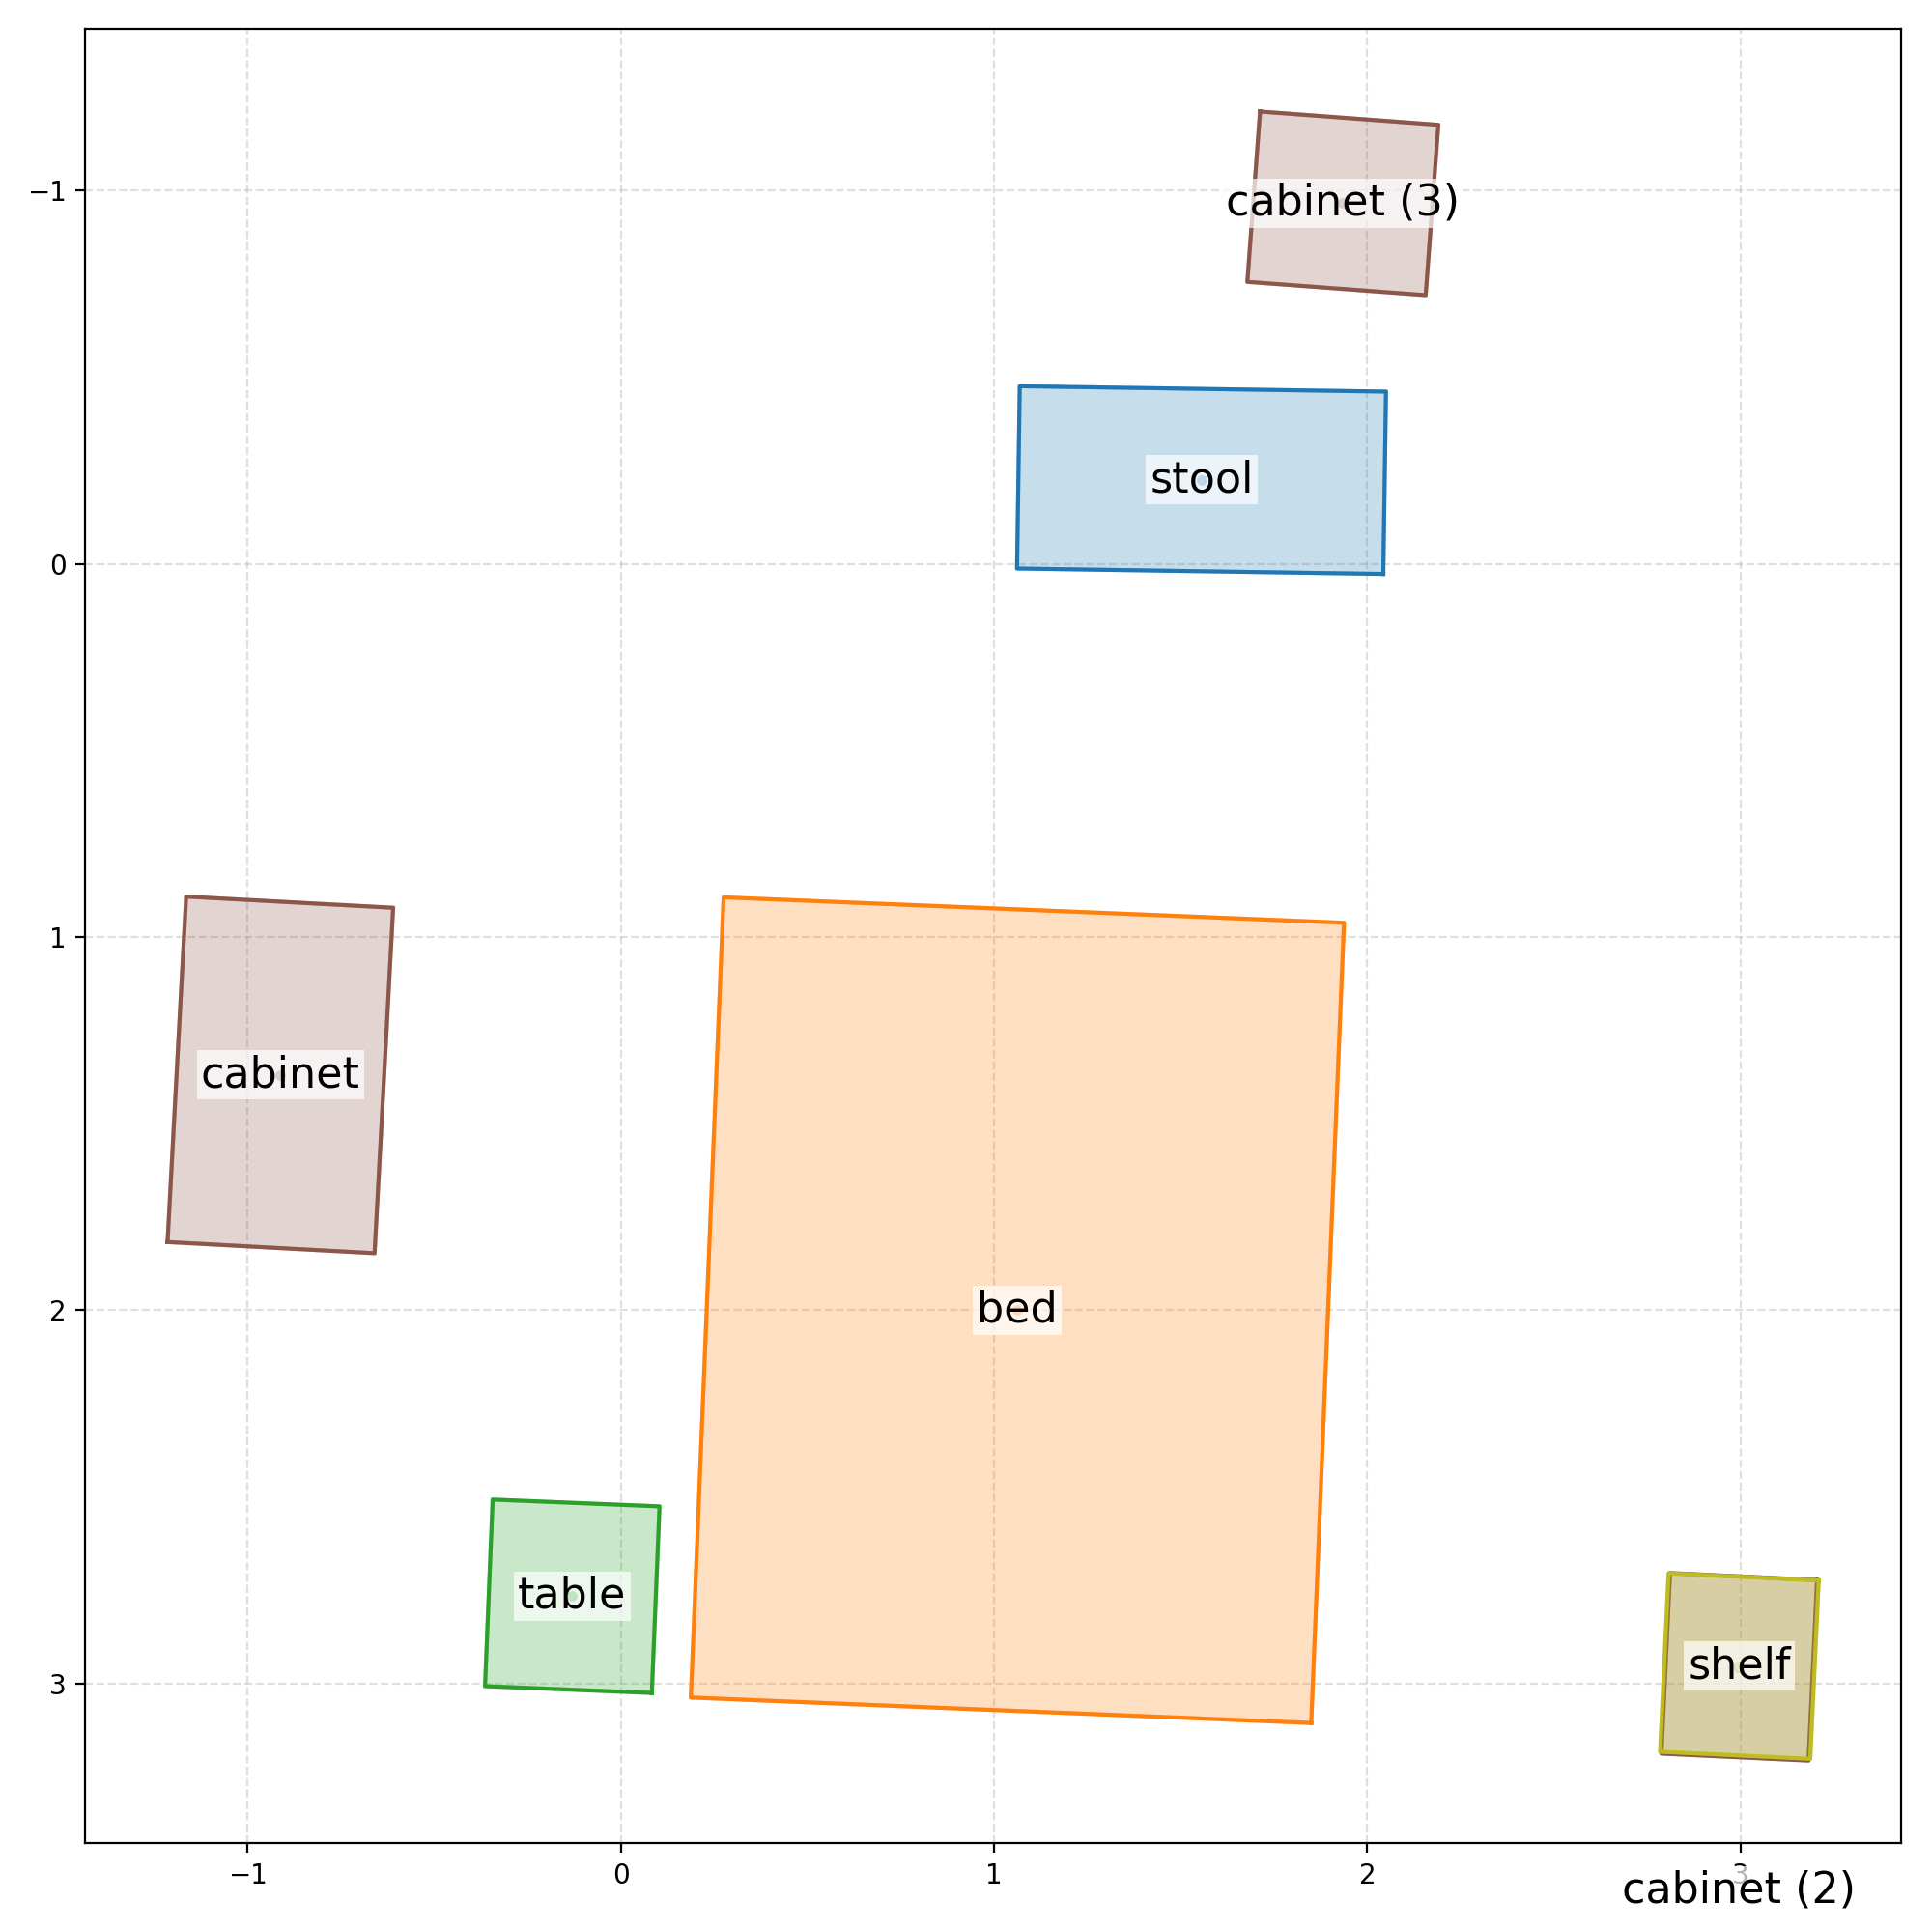 cabinet (3)
−1
stool
0
1
cabinet
2
bed
table
shelf
3
−1
0
1
2
3
cabinet (2)